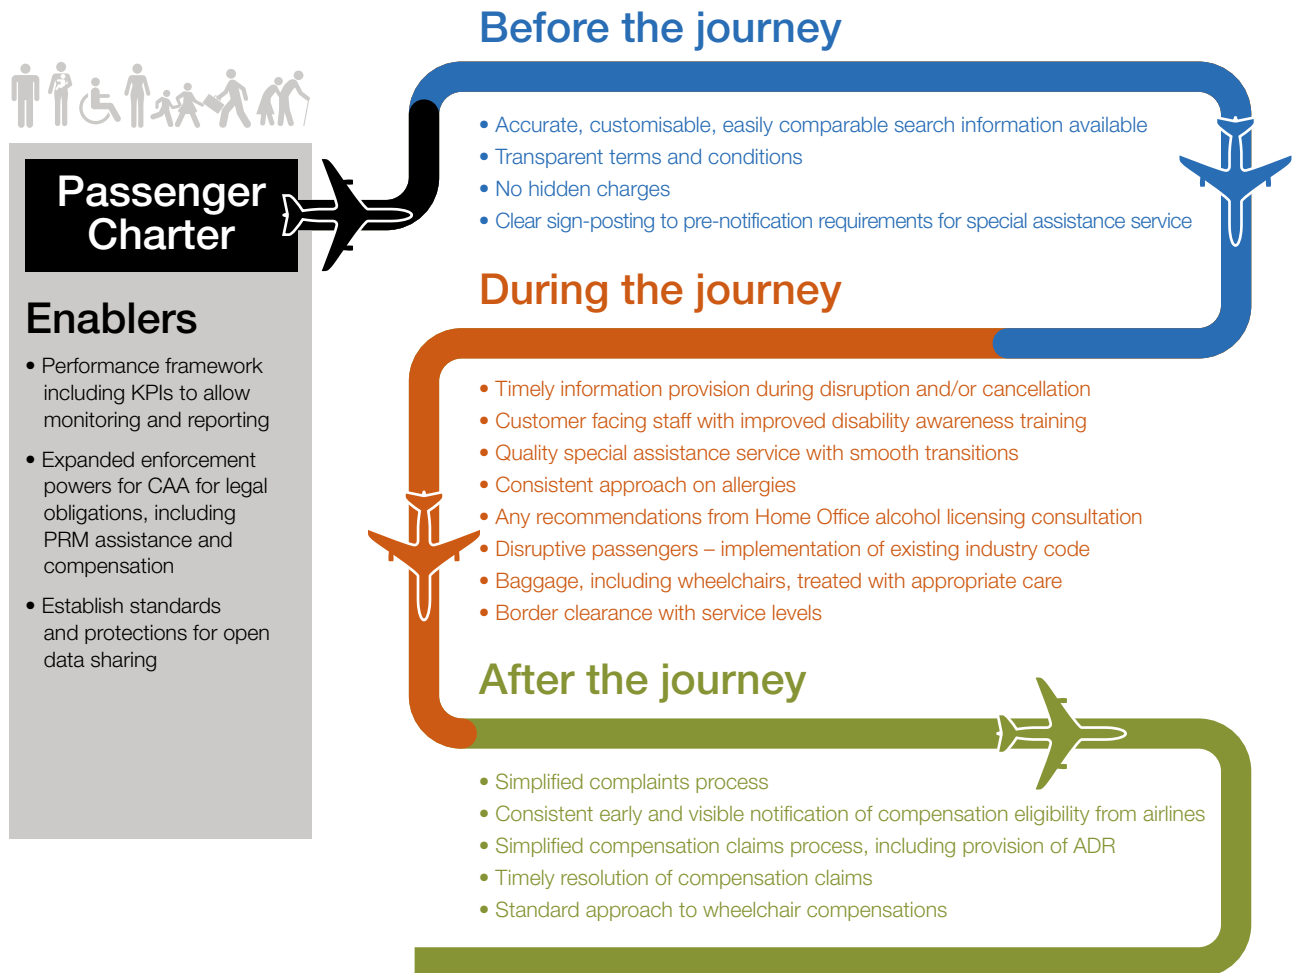 Passenger
Charter
Enablers
• Performance framework
including KPIs to allow
monitoring and reporting
• Expanded enforcement
powers for CAA for legal
obligations, including
PRM assistance and
compensation
• Establish standards
and protections for open
data sharing
Before the journey
• Accurate, customisable, easily comparable search information available
• Transparent terms and conditions
• No hidden charges
• Clear sign-posting to pre-notification requirements for special assistance service
During the journey
• Timely information provision during disruption and/or cancellation
• Customer facing staff with improved disability awareness training
• Quality special assistance service with smooth transitions
• Consistent approach on allergies
• Any recommendations from Home Office alcohol licensing consultation
• Disruptive passengers – implementation of existing industry code
• Baggage, including wheelchairs, treated with appropriate care
• Border clearance with service levels
After the journey
• Simplified complaints process
• Consistent early and visible notification of compensation eligibility from airlines
• Simplified compensation claims process, including provision of ADR
• Timely resolution of compensation claims
• Standard approach to wheelchair compensations